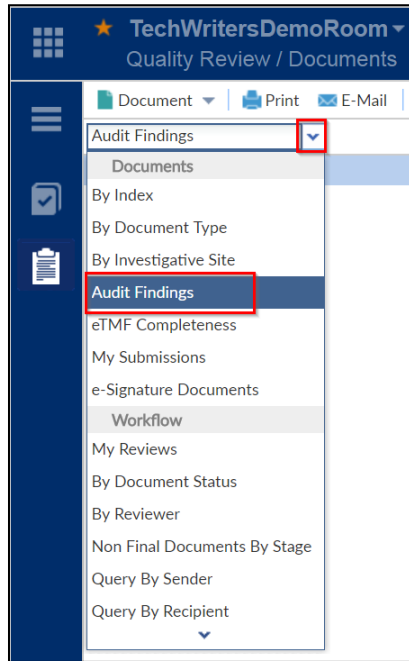 TechWritersDemoRoom
Quality Review / Documents
Document Print E-Mail
Audit Findings
Documents
By Index
By Document Type
By Investigative Site
Audit Findings
eTMF Completeness
My Submissions
e-Signature Documents
Workflow
My Reviews
By Document Status
By Reviewer
Non Final Documents By Stage
Query By Sender
Query By Recipient